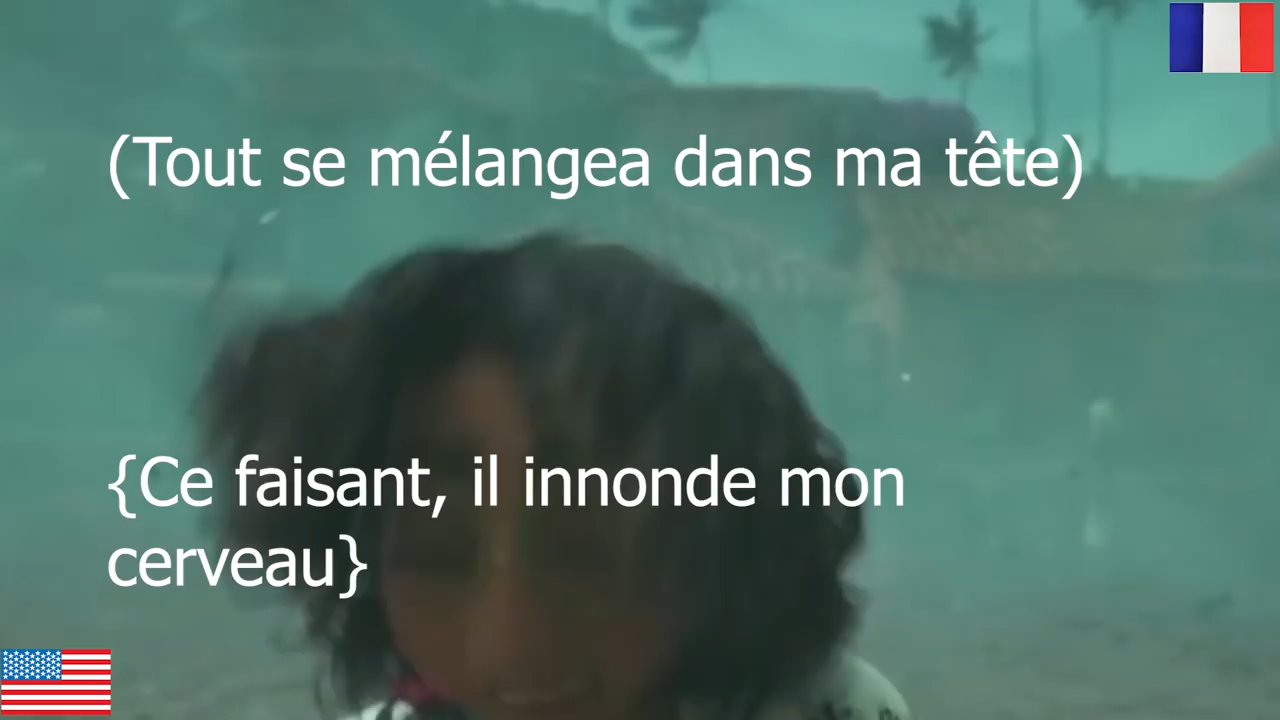 (Tout se mélangea dans ma tête)
{Ce faisant, il innonde mon
cerveau}